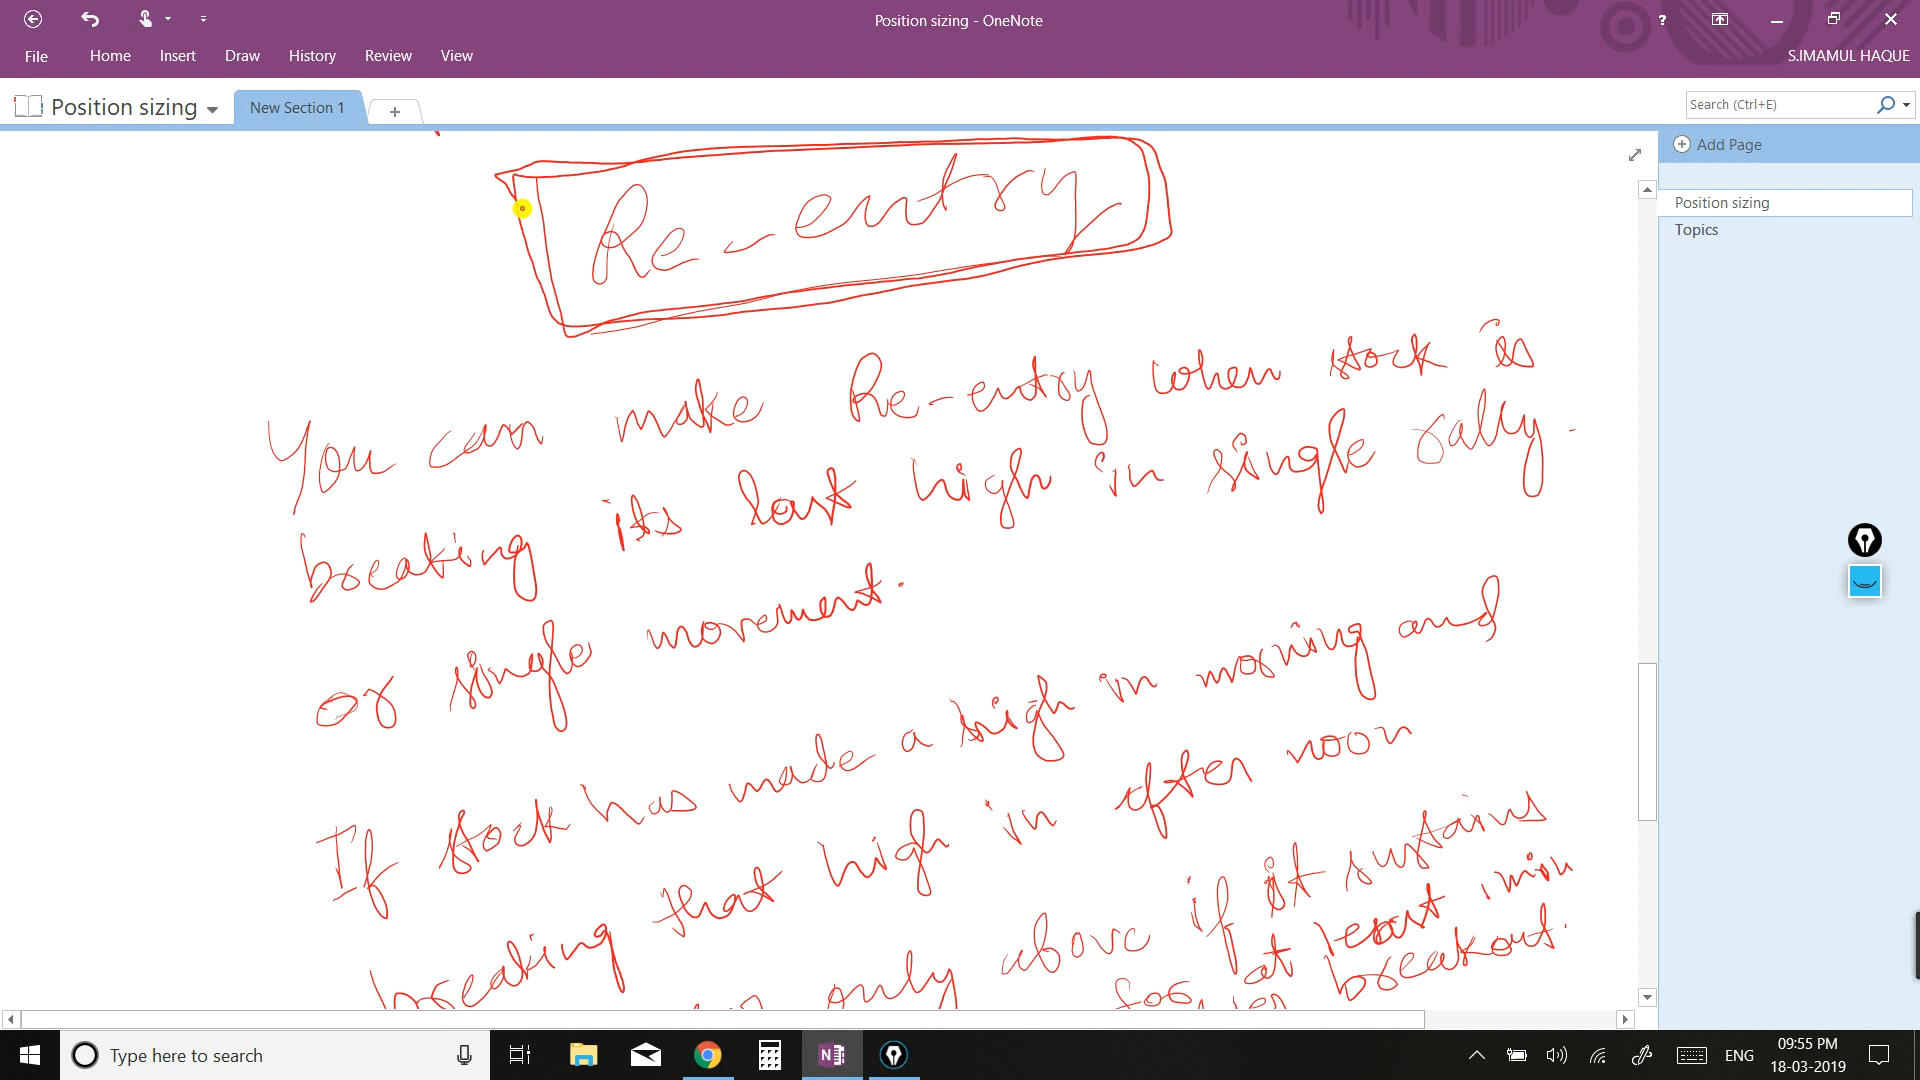 Position sizing - OneNote
?
File Home Insert Draw History Review View
S.IMAMUL HAQUE
Position sizing
New Section 1
+
Search (Ctrl+E)
Add Page
Position sizing
Topics
Re-entry
You can make Re-entry when stock is
breaking its last high in single rally.
or single movement.
If stock has made a high in morning and
breaking that high in after noon
only above if it sustains
for at least 1 min
breakout.
Type here to search
ENG
09:55 PM
18-03-2019